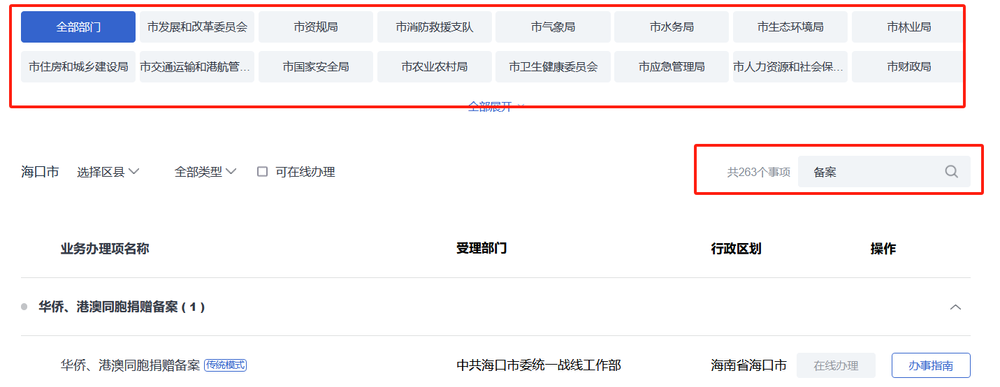 全部部门 市发展和改革委员会 市资规局 市消防救援支队 市气象局 市水务局 市生态环境局 市林业局
市住房和城乡建设局 市交通运输和港航管... 市国家安全局 市农业农村局 市卫生健康委员会 市应急管理局 市人力资源和社会保... 市财政局
全部展开
海口市 选择区县 全部类型 可在线办理 共263个事项 备案
业务办理项名称 受理部门 行政区划 操作
华侨、港澳同胞捐赠备案 ( 1 )
华侨、港澳同胞捐赠备案 传统模式 中共海口市委统一战线工作部 海南省海口市 在线办理 办事指南